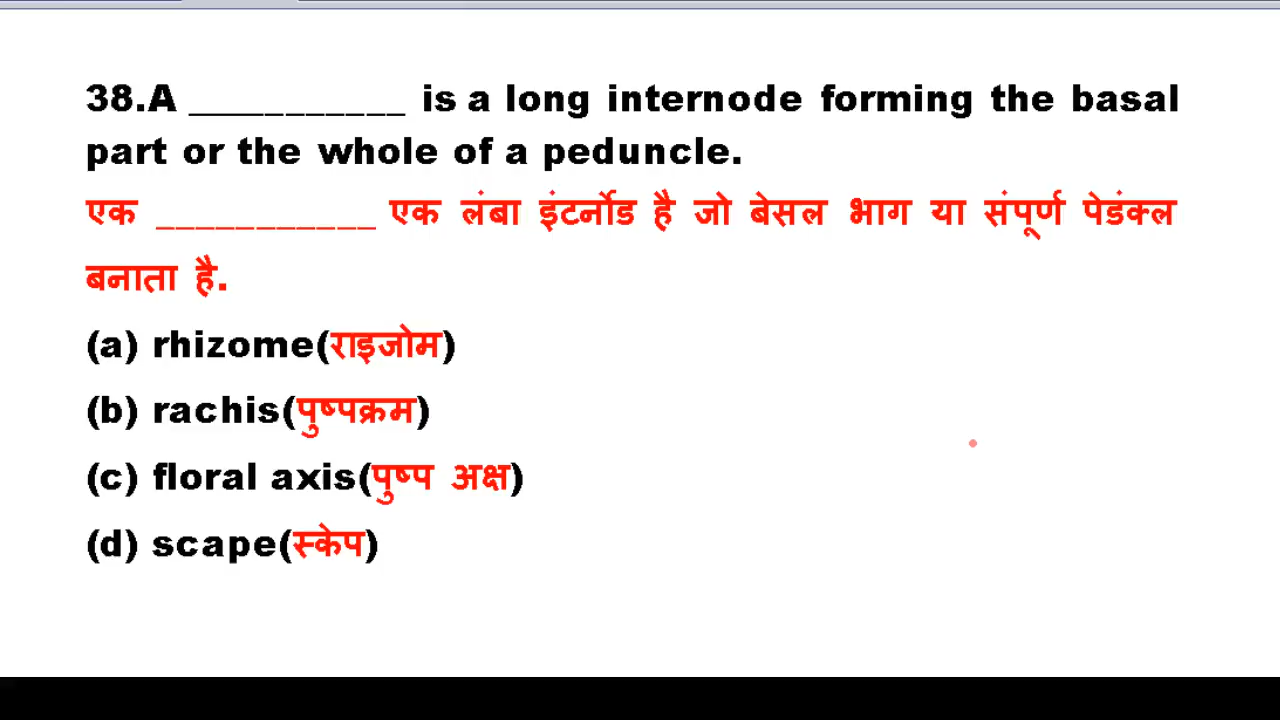 38.A ___________ is a long internode forming the basal
part or the whole of a peduncle.
एक ___________ एक लंबा इंटर्नोड है जो बेसल भाग या संपूर्ण पेडंक्ल
बनाता है.
(a) rhizome(राइजोम)
(b) rachis(पुष्पक्रम)
(c) floral axis(पुष्प अक्ष)
(d) scape(स्केप)